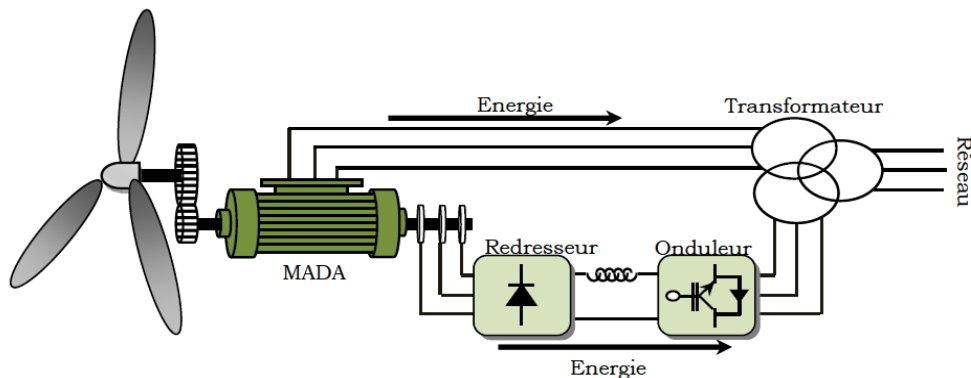 Energie
Transformateur
Réseau
MADA
Redresseur
Onduleur
Energie